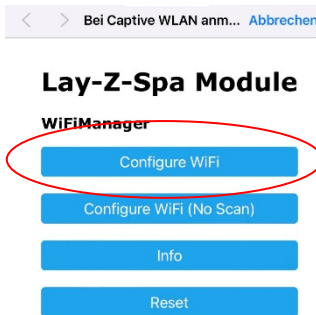 Bei Captive WLAN anm... Abbrechen
Lay-Z-Spa Module
WiFiManager
Configure WiFi
Configure WiFi (No Scan)
Info
Reset